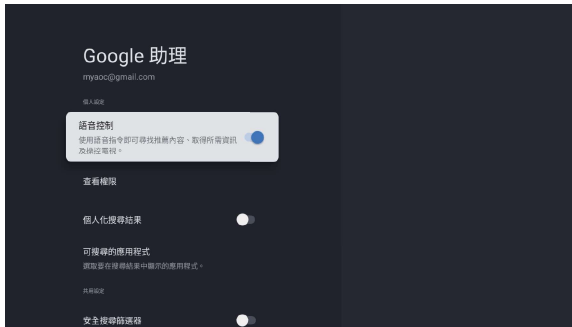 Google 助理
myaoc@gmail.com
個人設定
語音控制
使用語音指令即可尋找推薦內容、取得所需資訊
及操控電視。
查看權限
個人化搜尋結果
可搜尋的應用程式
選取要在搜尋結果中顯示的應用程式。
共用設定
安全搜尋篩選器